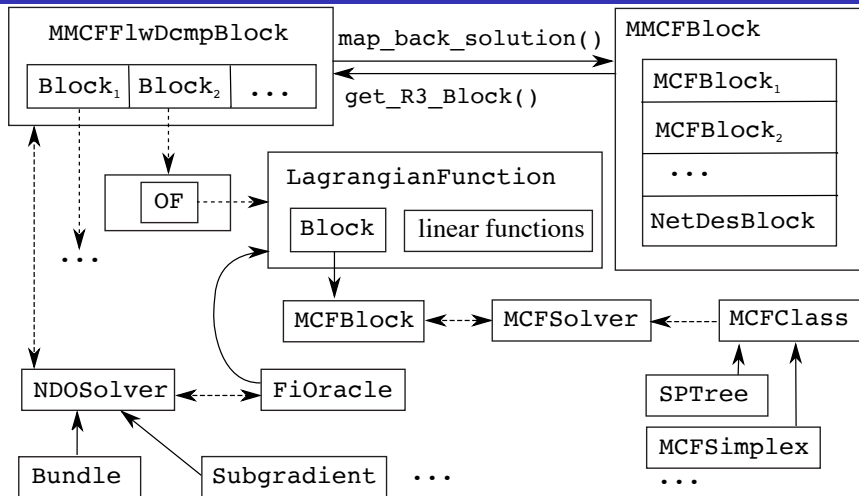 MMCFFlwDcmpBlock
Block₁ Block₂ ...
map_back_solution()
get_R3_Block()
MMCFBlock
MCFBlock₁
MCFBlock₂
...
NetDesBlock
OF
...
LagrangianFunction
Block
linear functions
MCFBlock
MCFSolver
MCFClass
NDOSolver
FiOracle
SPTree
MCFSimplex
...
Bundle
Subgradient
...